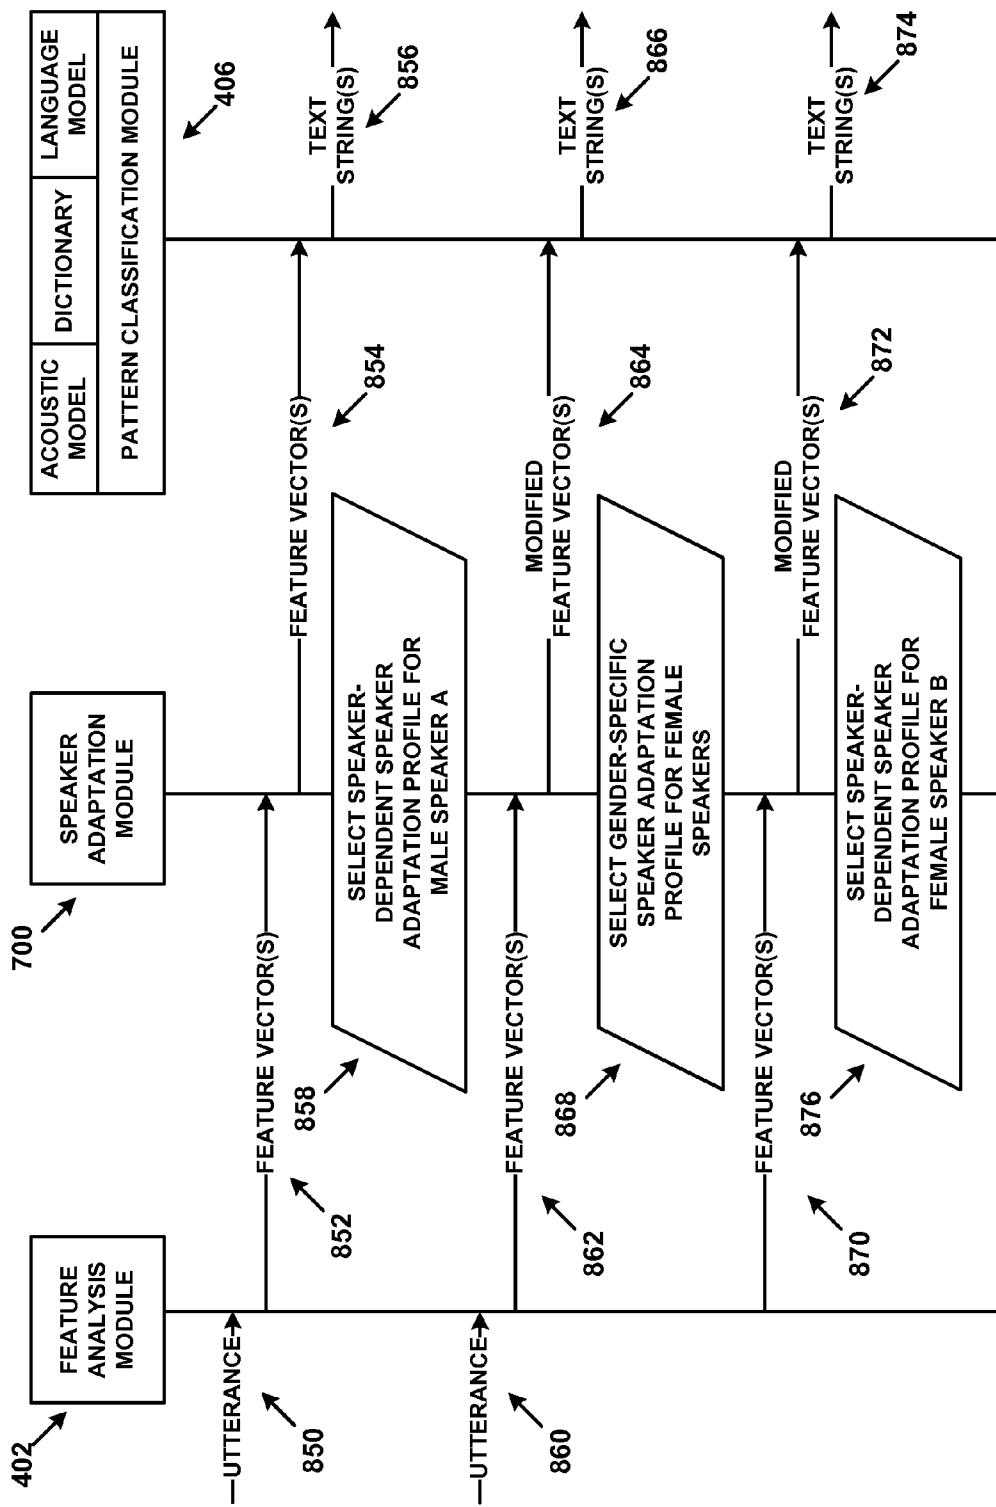 402
FEATURE
ANALYSIS
MODULE
700
SPEAKER
ADAPTATION
MODULE
ACOUSTIC
MODEL
DICTIONARY
LANGUAGE
MODEL
PATTERN CLASSIFICATION MODULE
406
UTTERANCE
850
FEATURE VECTOR(S)
852
FEATURE VECTOR(S)
854
TEXT
STRING(S)
856
858
SELECT SPEAKER-
DEPENDENT SPEAKER
ADAPTATION PROFILE FOR
MALE SPEAKER A
UTTERANCE
860
FEATURE VECTOR(S)
862
MODIFIED
FEATURE VECTOR(S)
864
TEXT
STRING(S)
866
868
SELECT GENDER-SPECIFIC
SPEAKER ADAPTATION
PROFILE FOR FEMALE
SPEAKERS
FEATURE VECTOR(S)
870
MODIFIED
FEATURE VECTOR(S)
872
TEXT
STRING(S)
874
876
SELECT SPEAKER-
DEPENDENT SPEAKER
ADAPTATION PROFILE FOR
FEMALE SPEAKER B